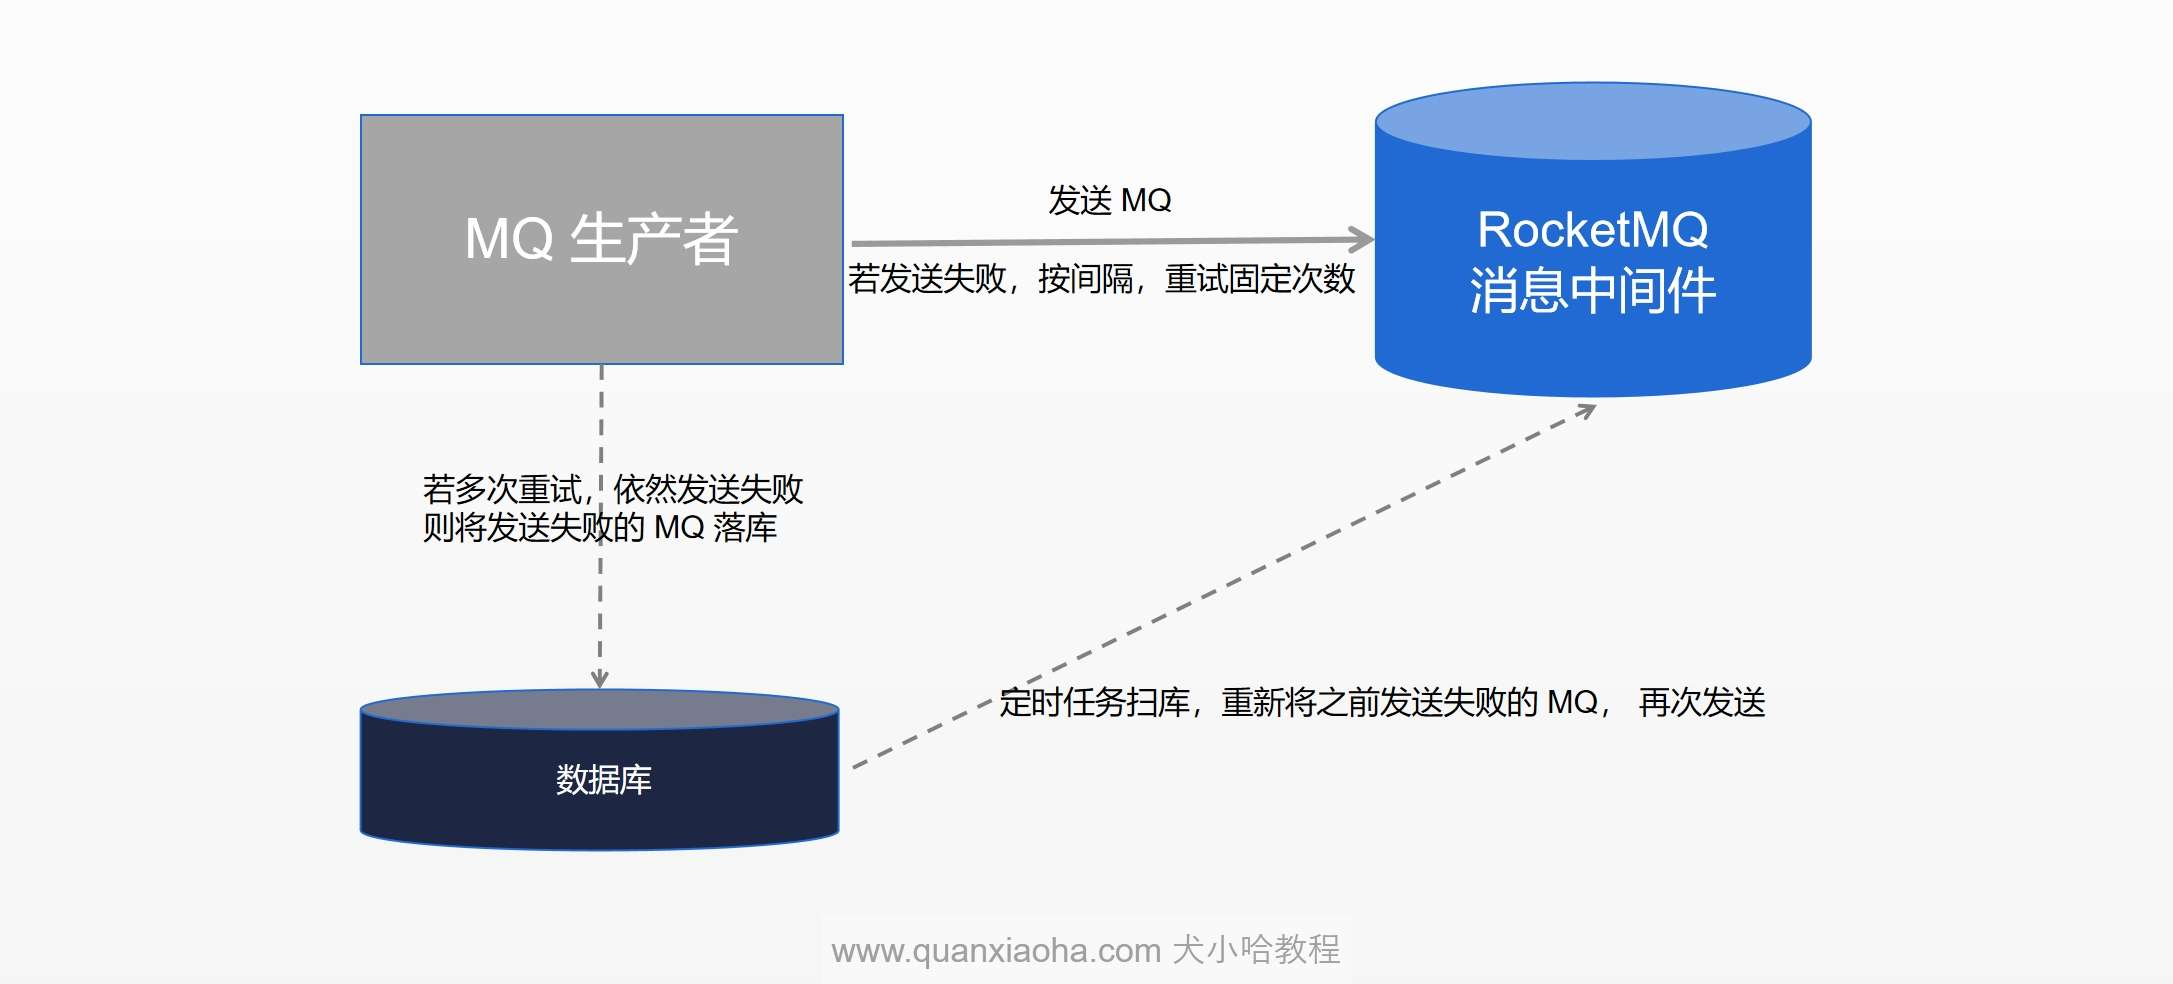 MQ 生产者
发送 MQ
若发送失败，按间隔，重试固定次数
RocketMQ
消息中间件
若多次重试，依然发送失败
则将发送失败的 MQ 落库
定时任务扫库，重新将之前发送失败的 MQ， 再次发送
数据库
www.quanxiaoha.com 犬小哈教程